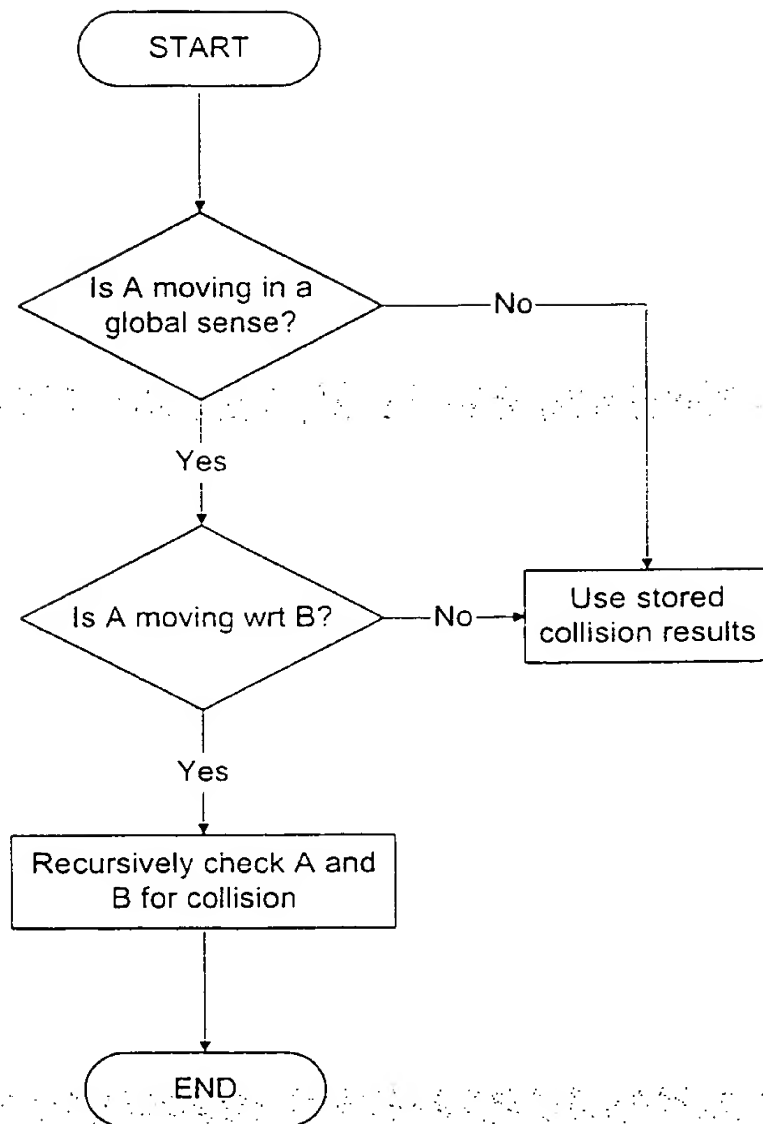 START
Is A moving in a
global sense?
No
Yes
Is A moving wrt B?
No
Use stored
collision results
Yes
Recursively check A and
B for collision
END